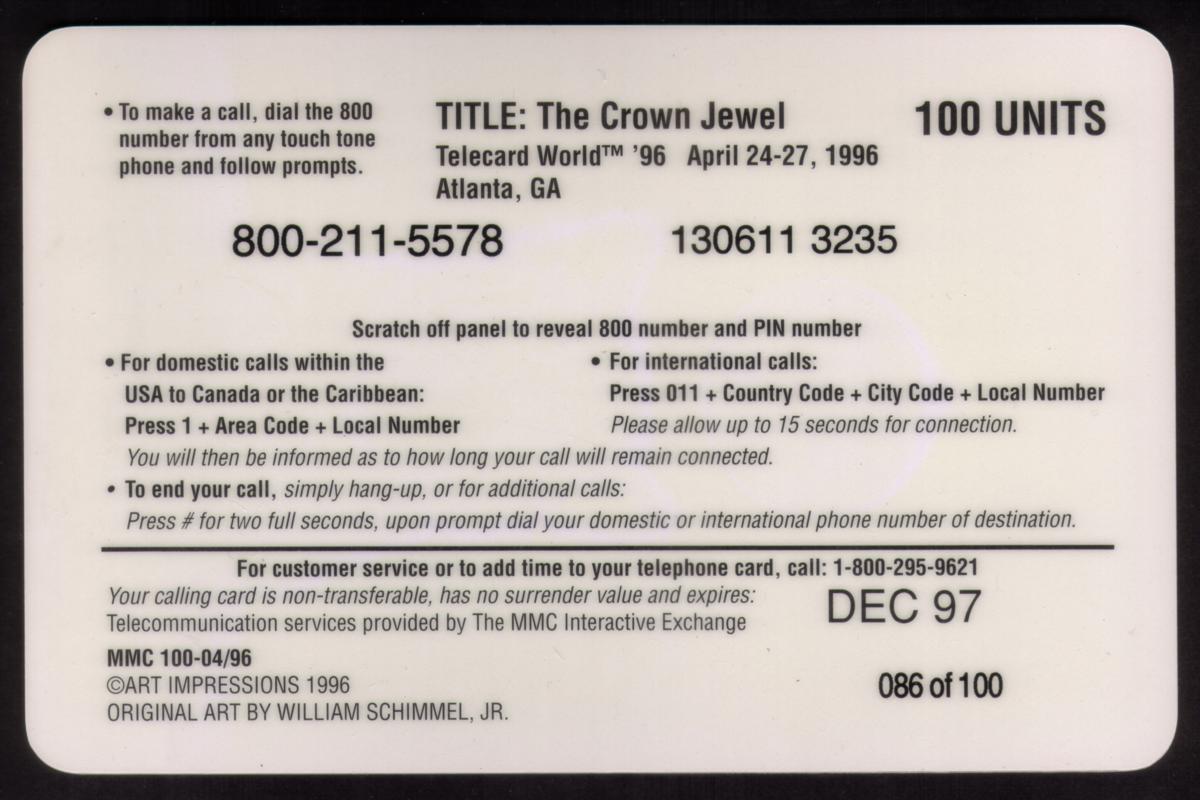 • To make a call, dial the 800
number from any touch tone
phone and follow prompts.
TITLE: The Crown Jewel
Telecard World™ '96 April 24-27, 1996
Atlanta, GA
100 UNITS
800-211-5578
130611 3235
Scratch off panel to reveal 800 number and PIN number
• For domestic calls within the
USA to Canada or the Caribbean:
Press 1 + Area Code + Local Number
• For international calls:
Press 011 + Country Code + City Code + Local Number
Please allow up to 15 seconds for connection.
You will then be informed as to how long your call will remain connected.
• To end your call, simply hang-up, or for additional calls:
Press # for two full seconds, upon prompt dial your domestic or international phone number of destination.
For customer service or to add time to your telephone card, call: 1-800-295-9621
Your calling card is non-transferable, has no surrender value and expires:
DEC 97
Telecommunication services provided by The MMC Interactive Exchange
MMC 100-04/96
©ART IMPRESSIONS 1996
ORIGINAL ART BY WILLIAM SCHIMMEL, JR.
086 of 100